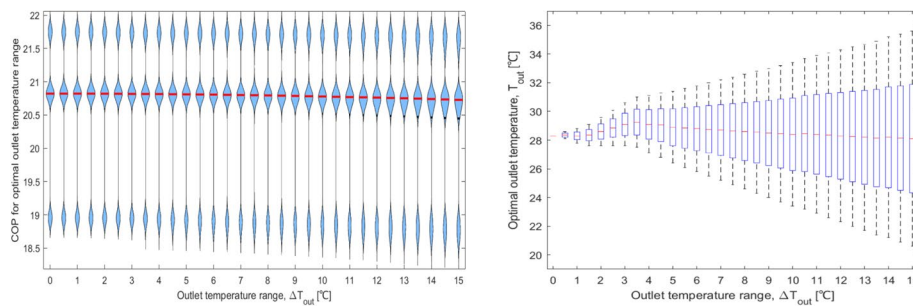 22
21.5
21
20.5
20
19.5
19
18.5
COP for optimal outlet temperature range
0 1 2 3 4 5 6 7 8 9 10 11 12 13 14 15
Outlet temperature range, ΔT_out [℃]
36
34
32
30
28
26
24
22
20
Optimal outlet temperature, T_out [℃]
0 1 2 3 4 5 6 7 8 9 10 11 12 13 14 15
Outlet temperature range, ΔT_out [℃]